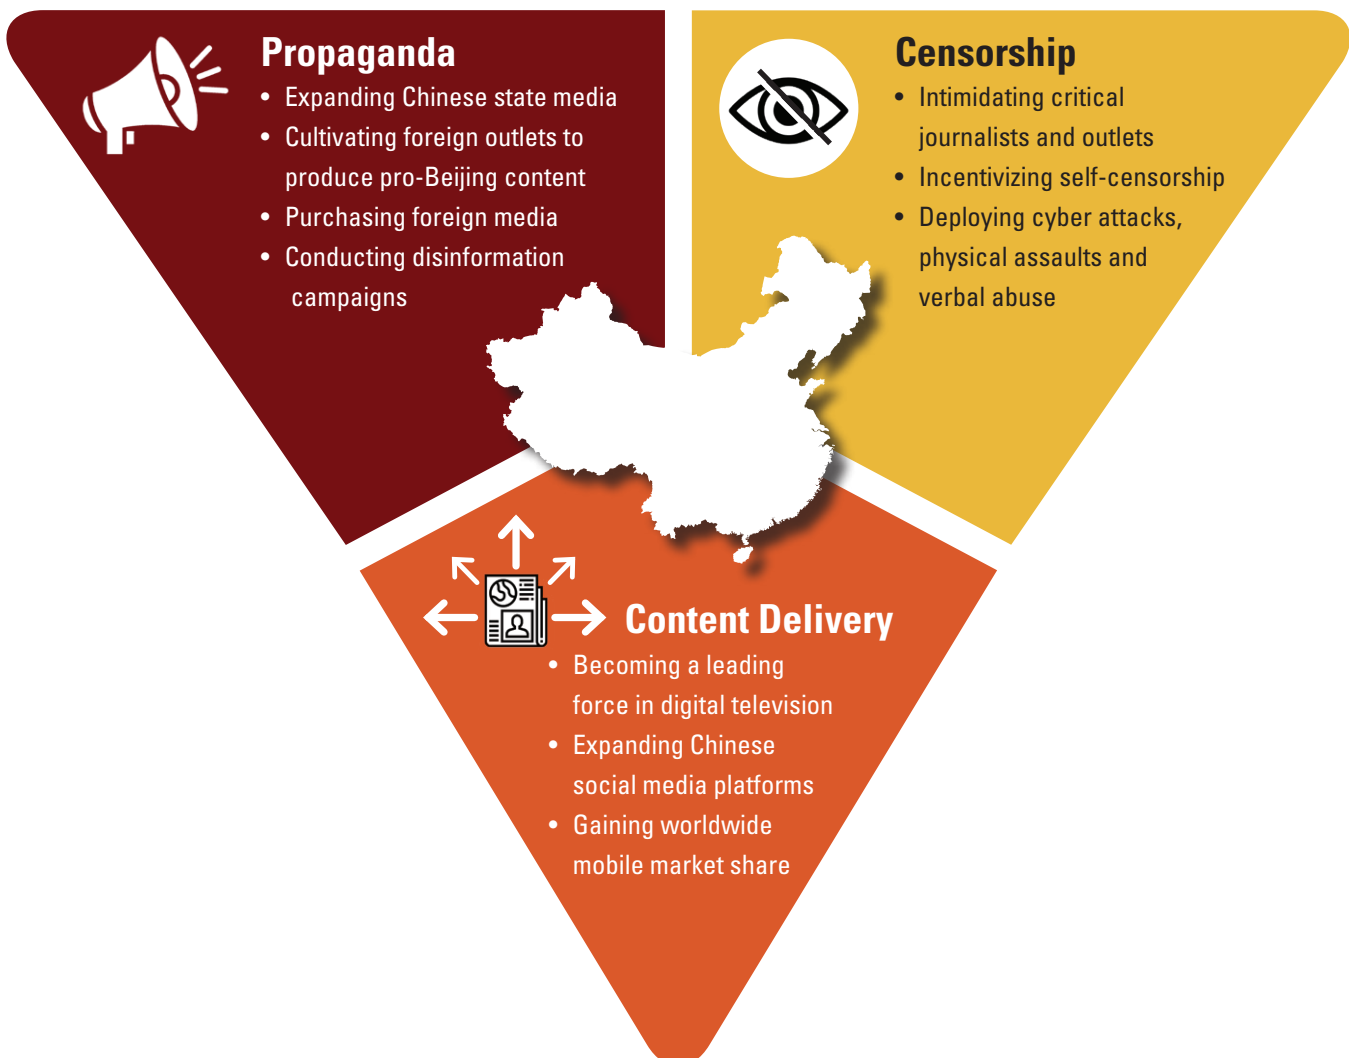 Propaganda
• Expanding Chinese state media
• Cultivating foreign outlets to
produce pro-Beijing content
• Purchasing foreign media
• Conducting disinformation
campaigns
Censorship
• Intimidating critical
journalists and outlets
• Incentivizing self-censorship
• Deploying cyber attacks,
physical assaults and
verbal abuse
Content Delivery
• Becoming a leading
force in digital television
• Expanding Chinese
social media platforms
• Gaining worldwide
mobile market share